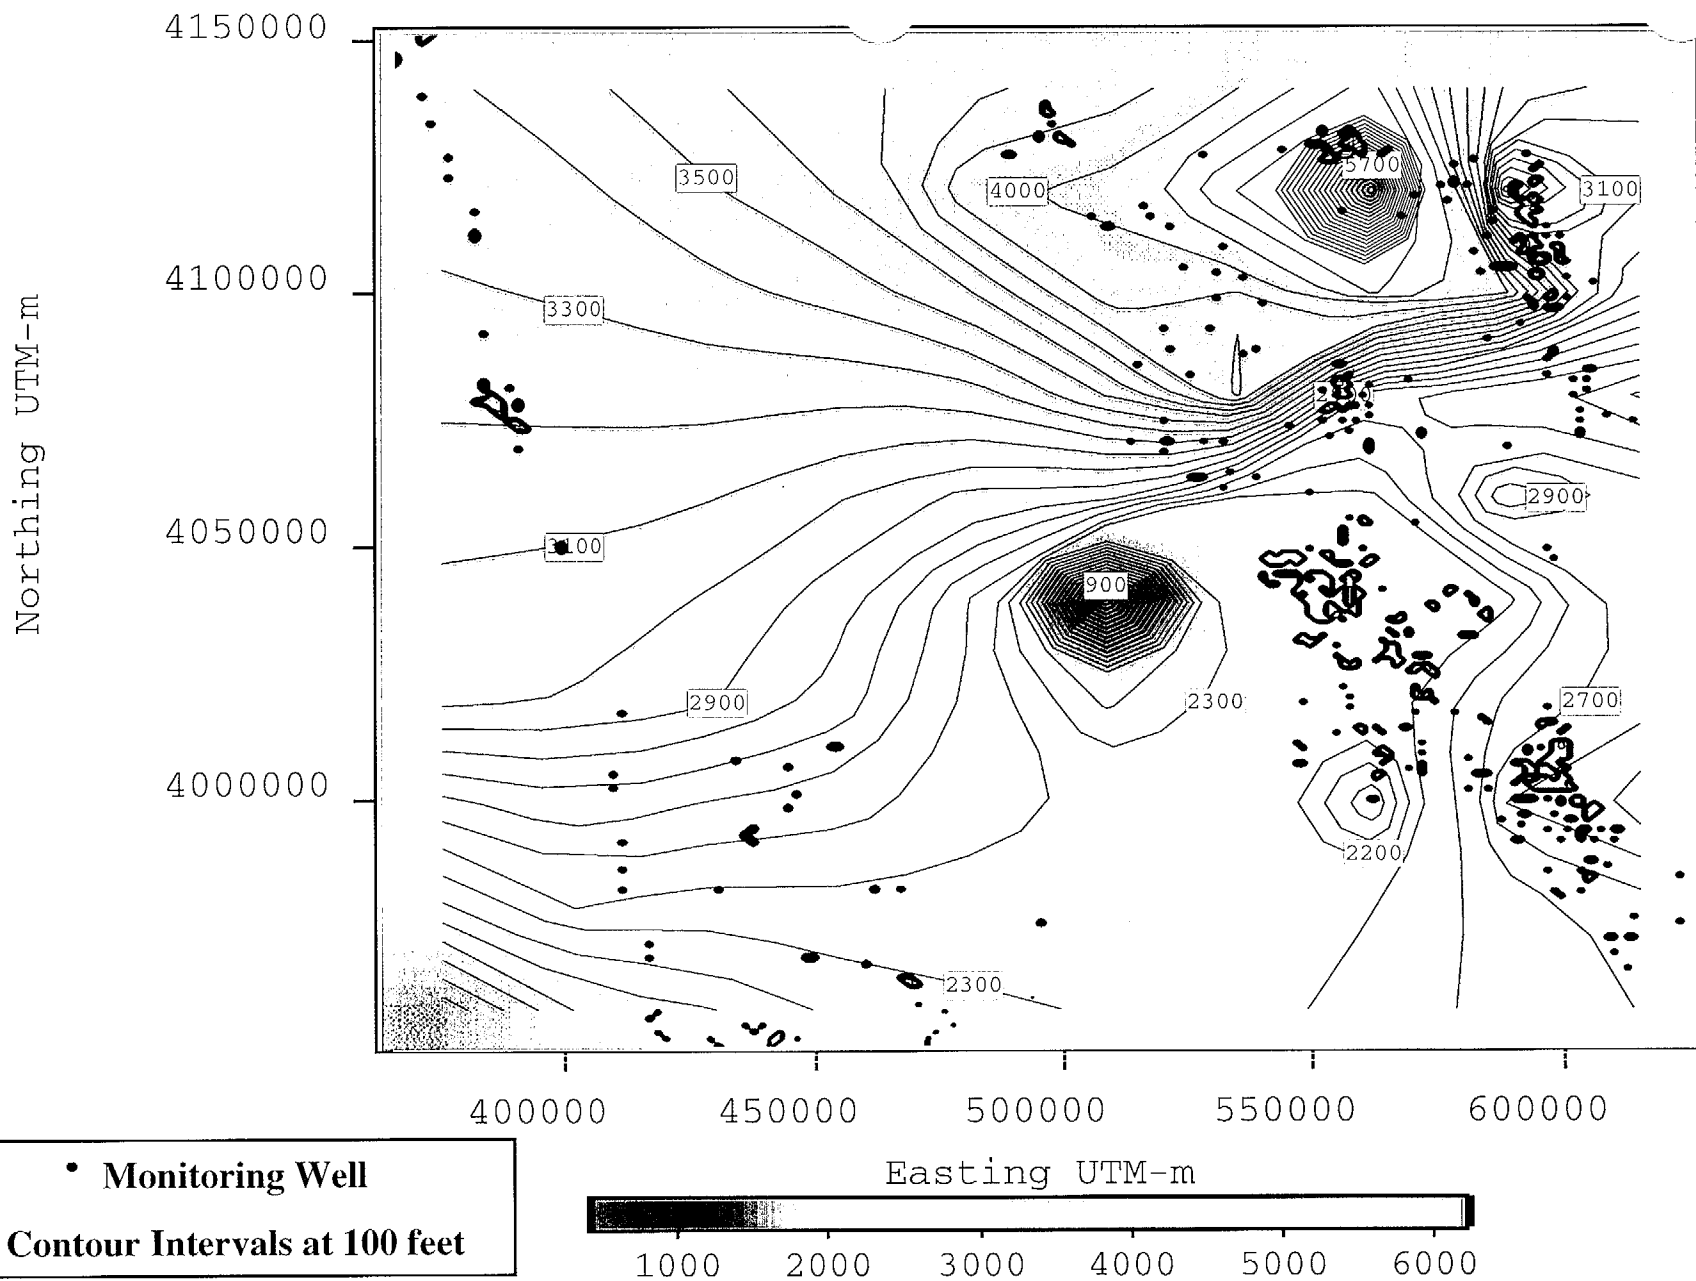 4150000
3500
4000
5700
3100
4100000
3300
Northing UTM-m
2900
4050000
3100
900
2900
2300
2700
4000000
2200
2300
400000 450000 500000 550000 600000
Easting UTM-m
• Monitoring Well
Contour Intervals at 100 feet
1000 2000 3000 4000 5000 6000